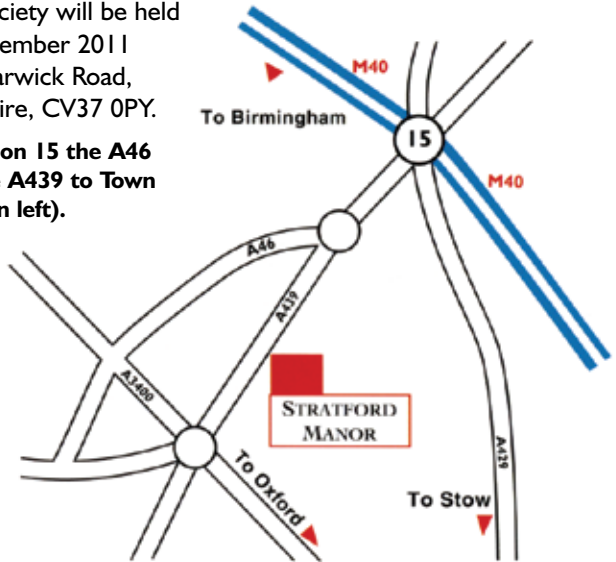 ciety will be held
ember 2011
arwick Road,
ire, CV37 0PY.
on 15 the A46
A439 to Town
n left).
M40
To Birmingham
15
M40
A46
A439
A3400
STRATFORD
MANOR
To Oxford
To Stow
A429